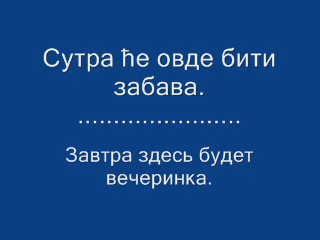 Сутра ће овде бити
забава.
.......................
Завтра здесь будет
вечеринка.